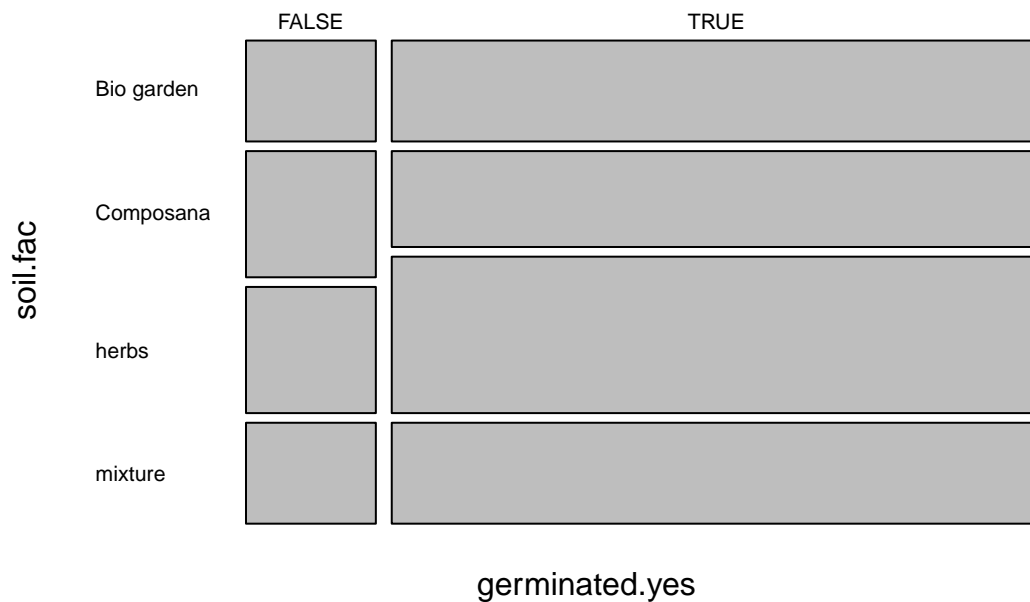 FALSE TRUE
Bio garden
Composana
soil.fac
herbs
mixture
germinated.yes